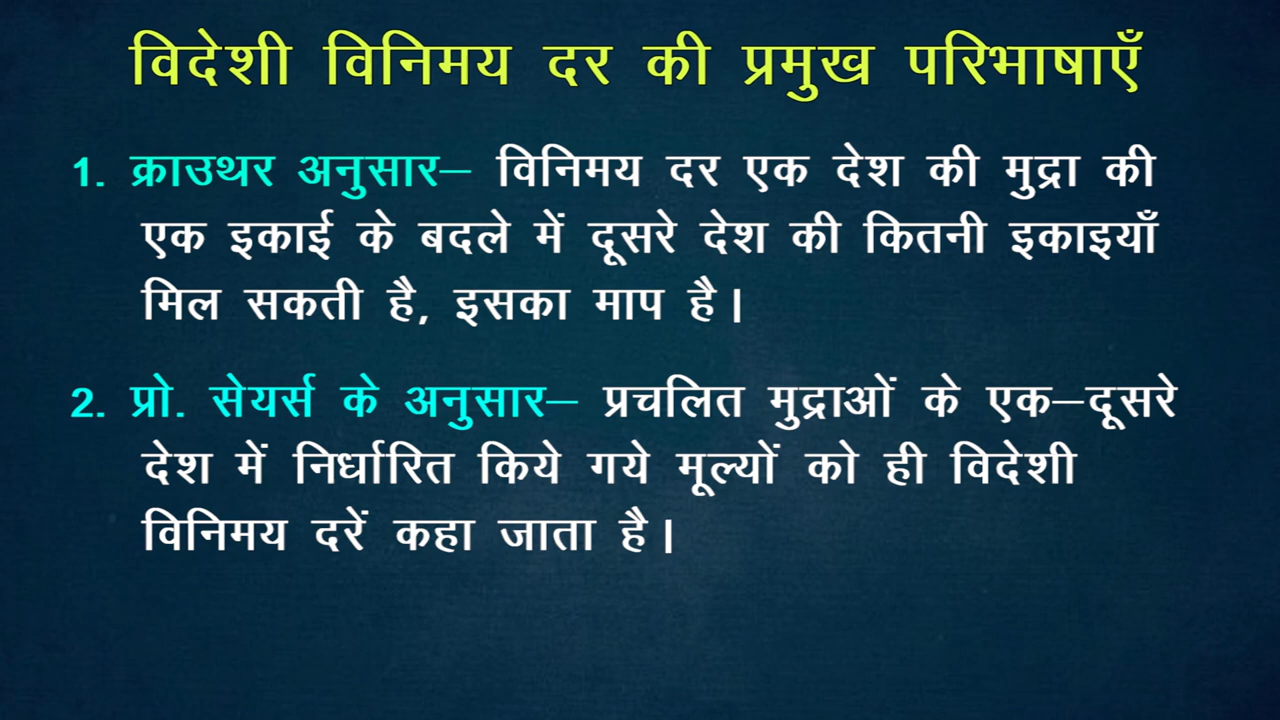 विदेशी विनिमय दर की प्रमुख परिभाषाएँ
1. क्राउथर अनुसार– विनिमय दर एक देश की मुद्रा की
एक इकाई के बदले में दूसरे देश की कितनी इकाइयाँ
मिल सकती है, इसका माप है।
2. प्रो. सेयर्स के अनुसार– प्रचलित मुद्राओं के एक–दूसरे
देश में निर्धारित किये गये मूल्यों को ही विदेशी
विनिमय दरें कहा जाता है।